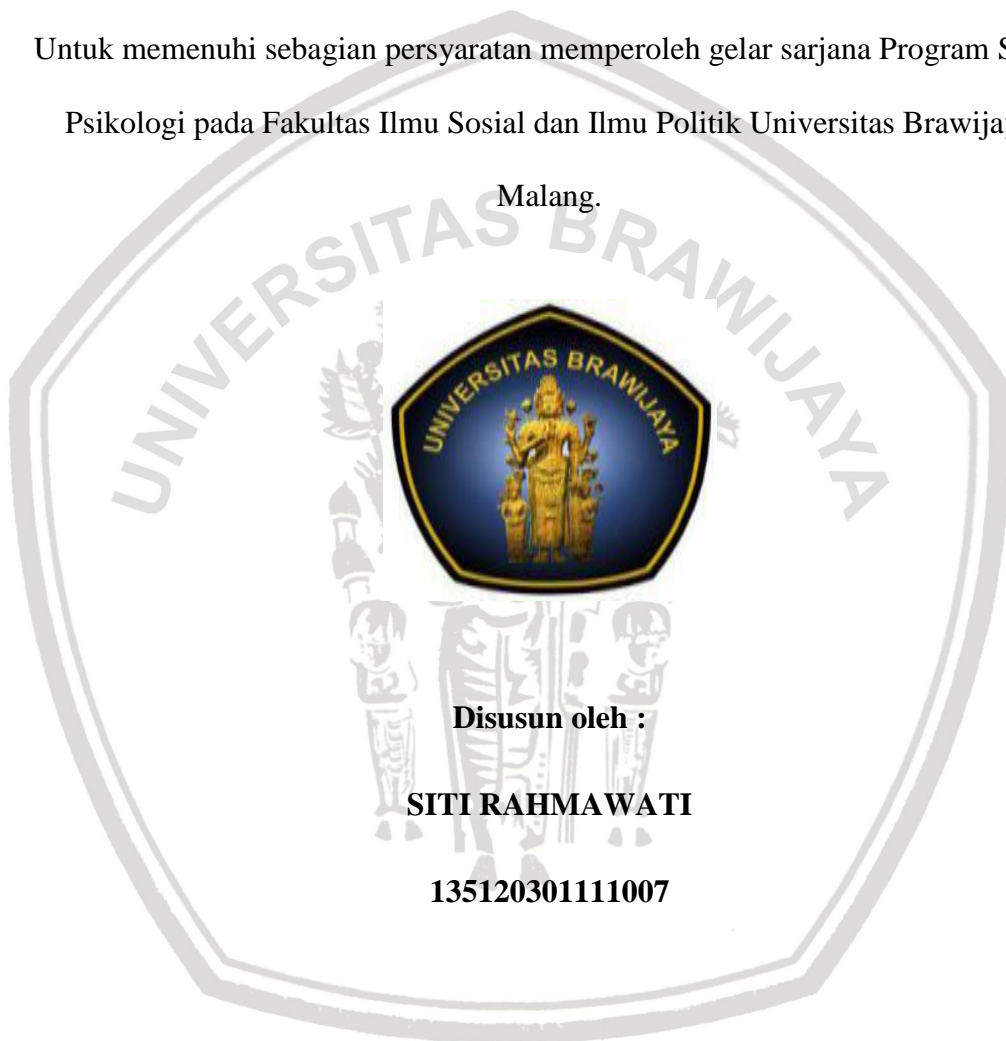 Untuk memenuhi sebagian persyaratan memperoleh gelar sarjana Program S
Psikologi pada Fakultas Ilmu Sosial dan Ilmu Politik Universitas Brawija
Malang.
UNIVERSITAS BRAWIJAYA
UNIVERSITAS BRAWIJAYA
Disusun oleh :
SITI RAHMAWATI
135120301111007